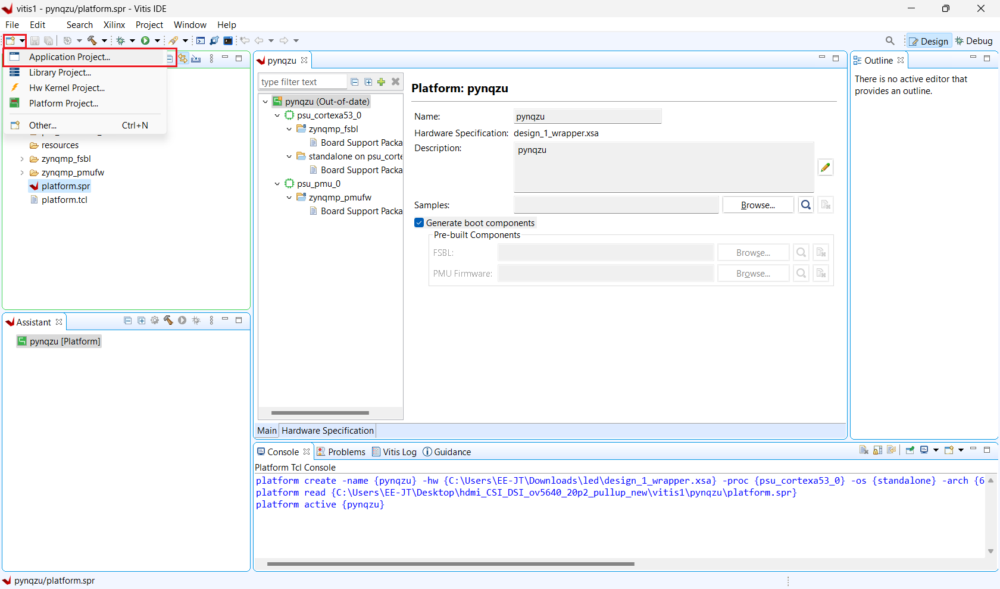 vitis1 - pynqzu/platform.spr - Vitis IDE
File Edit Search Xilinx Project Window Help
Design Debug
Application Project...
Library Project...
Hw Kernel Project...
Platform Project...
Other... Ctrl+N
resources
zynqmp_fsbl
zynqmp_pmufw
platform.spr
platform.tcl
Assistant
pynqzu [Platform]
pynqzu
type filter text
pynqzu (Out-of-date)
psu_cortexa53_0
zynqmp_fsbl
Board Support Packa
standalone on psu_corte
Board Support Packa
psu_pmu_0
zynqmp_pmufw
Board Support Packa
Platform: pynqzu
Name: pynqzu
Hardware Specification: design_1_wrapper.xsa
Description: pynqzu
Samples: Browse...
Generate boot components
Pre-built Components
FSBL: Browse...
PMU Firmware: Browse...
Main Hardware Specification
Outline
There is no active editor that
provides an outline.
Console Problems Vitis Log Guidance
Platform Tcl Console
platform create -name {pynqzu} -hw {C:\Users\EE-JT\Downloads\led\design_1_wrapper.xsa} -proc {psu_cortexa53_0} -os {standalone} -arch {6
platform read {C:\Users\EE-JT\Desktop\hdmi_CSI_DSI_ov5640_20p2_pullup_new\vitis1\pynqzu\platform.spr}
platform active {pynqzu}
pynqzu/platform.spr